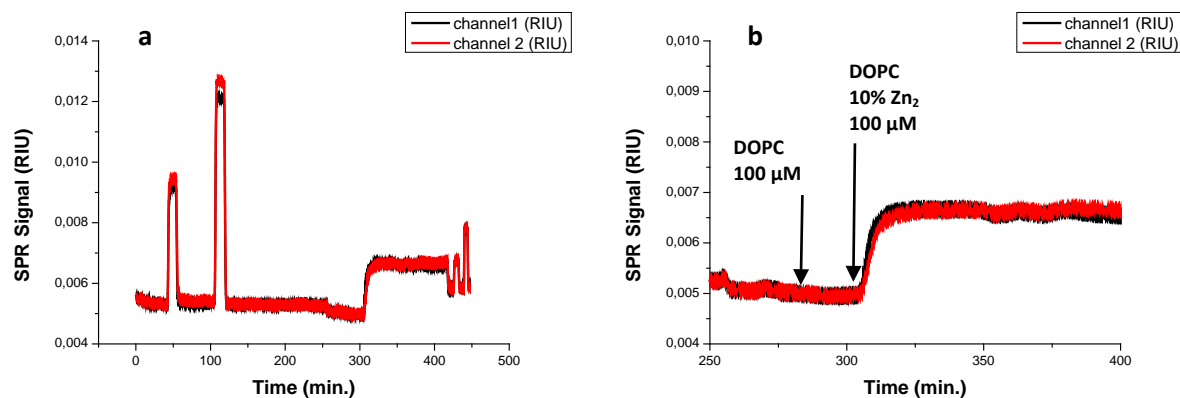 a
channel1 (RIU)
channel 2 (RIU)
0,014
0,012
0,010
0,008
0,006
0,004
SPR Signal (RIU)
0
100
200
300
400
500
Time (min.)
b
channel1 (RIU)
channel 2 (RIU)
0,010
0,009
0,008
0,007
0,006
0,005
0,004
SPR Signal (RIU)
DOPC
100 µM
DOPC
10% Zn₂
100 µM
250
300
350
400
Time (min.)